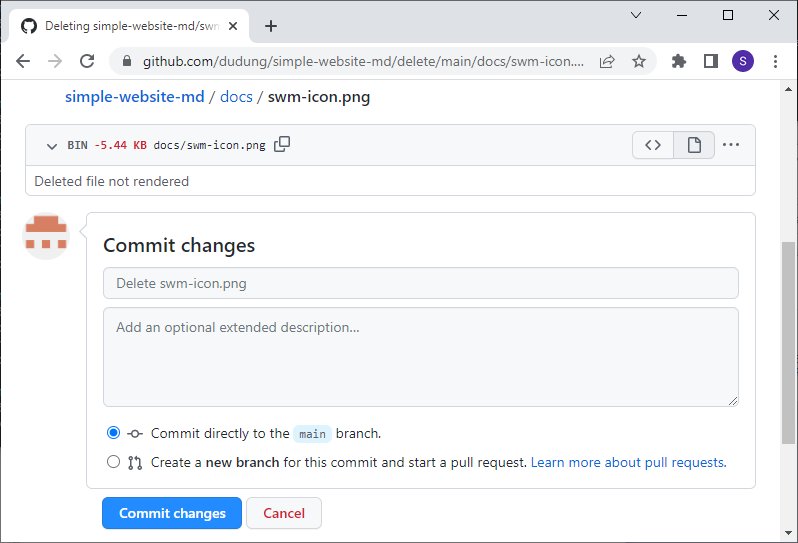 Deleting simple-website-md/swn
github.com/dudung/simple-website-md/delete/main/docs/swm-icon....
S
simple-website-md / docs / swm-icon.png
BIN -5.44 KB docs/swm-icon.png
Deleted file not rendered
Commit changes
Delete swm-icon.png
Add an optional extended description...
Commit directly to the main branch.
Create a new branch for this commit and start a pull request. Learn more about pull requests.
Commit changes Cancel